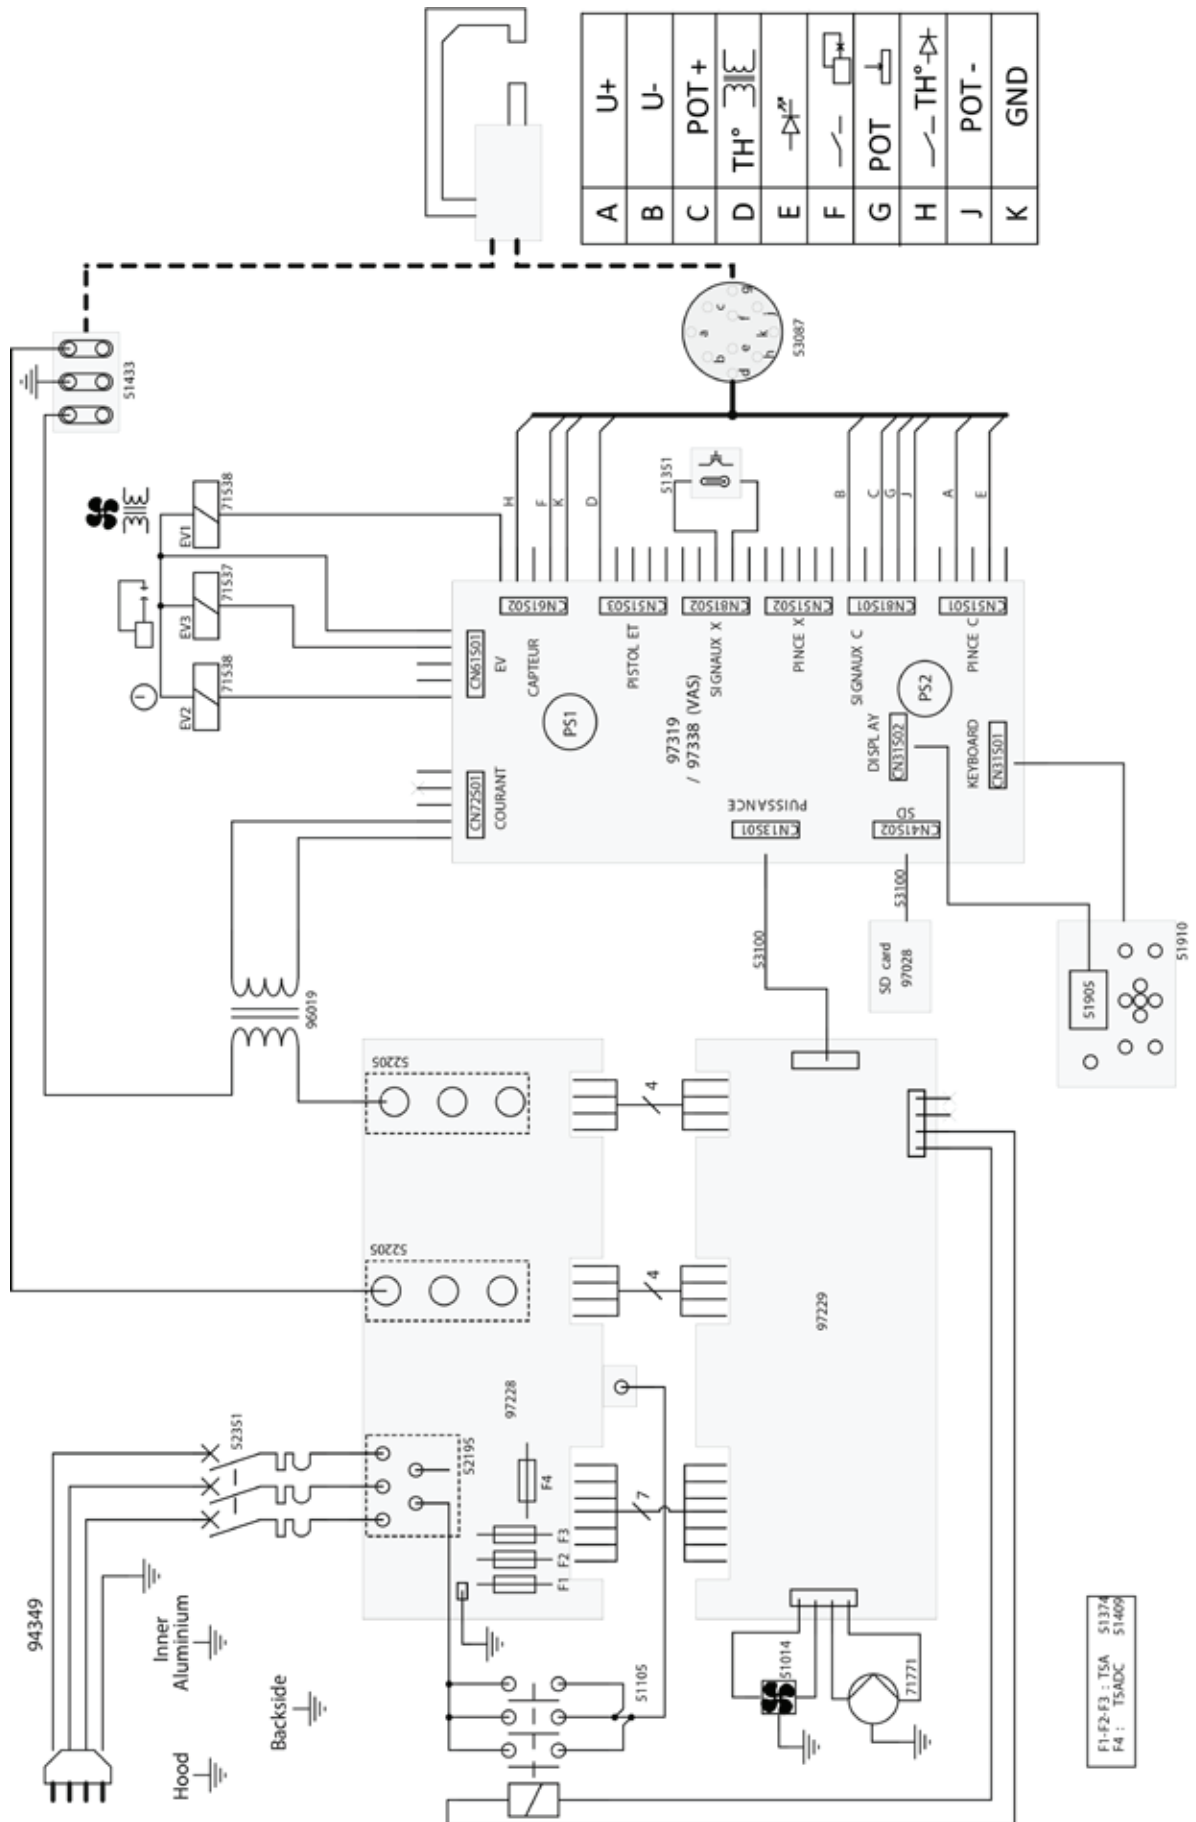 A U+
B U-
C POT +
D TH°
E
F
G POT
H TH°
J POT -
K GND
51433
a
b
c
d
e
f
g
h
j
k
53087
71538
EV1
71537
EV3
71538
EV2
51351
H
F
K
D
B
C
G
J
A
E
CN61S02
CN51S03
CN81S02
CN51S02
CN81S01
CN51S01
CN61S01
EV
CAPTEUR
PISTOL ET
SIGNAUX X
PINCE X
SIGNAUX C
PINCE C
PS1
PS2
97319
/ 97338 (VAS)
DISPLAY
CN31S02
KEYBOARD
CN31S01
CN72S01
COURANT
PUISSANCE
CN13S01
SD
CN41S02
53100
53100
SD card
97028
51905
51910
96019
52205
52205
4
4
97228
97229
52351
52195
F4
F3
F2
F1
7
94349
Inner
Aluminium
Backside
Hood
51105
51014
71771
F1-F2-F3 : T5A 51374
F4 : T5ADC 51409